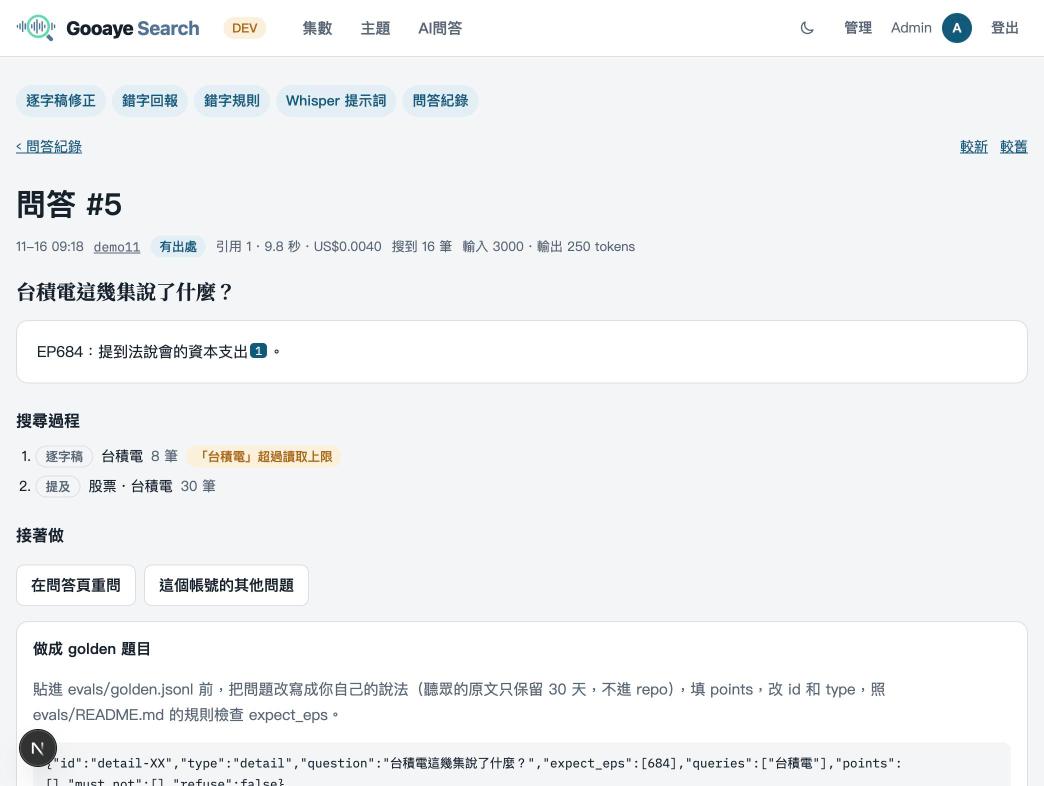 Gooaye Search DEV 集數 主題 AI問答 管理 Admin A 登出
逐字稿修正 錯字回報 錯字規則 Whisper 提示詞 問答紀錄
‹ 問答紀錄 較新 較舊
問答 #5
11–16 09:18 demo11 有出處 引用 1 · 9.8 秒 · US$0.0040 搜到 16 筆 輸入 3000 · 輸出 250 tokens
台積電這幾集說了什麼？
EP684：提到法說會的資本支出 1 。
搜尋過程
1. 逐字稿 台積電 8 筆 「台積電」超過讀取上限
2. 提及 股票 · 台積電 30 筆
接著做
在問答頁重問 這個帳號的其他問題
做成 golden 題目
貼進 evals/golden.jsonl 前，把問題改寫成你自己的說法（聽眾的原文只保留 30 天，不進 repo），填 points，改 id 和 type，照
evals/README.md 的規則檢查 expect_eps。
N
{"id":"detail-XX","type":"detail","question":"台積電這幾集說了什麼？","expect_eps":[684],"queries":["台積電"],"points":
[],"must_not":[],"refuse":false}